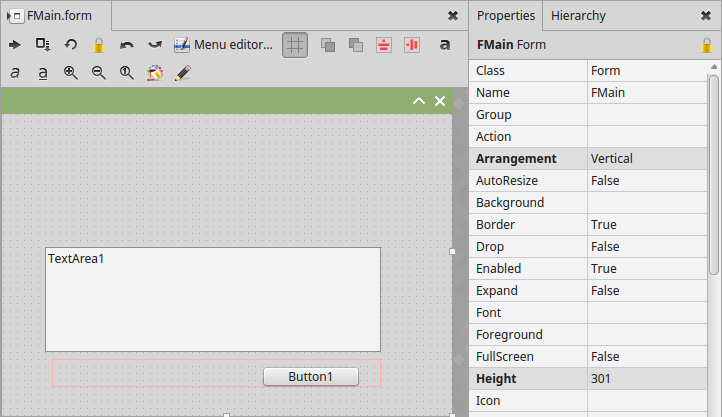 FMain.form
Menu editor...
a
a
a
1
TextArea1
Button1
Properties
Hierarchy
FMain Form
Class Form
Name FMain
Group
Action
Arrangement Vertical
AutoResize False
Background
Border True
Drop False
Enabled True
Expand False
Font
Foreground
FullScreen False
Height 301
Icon